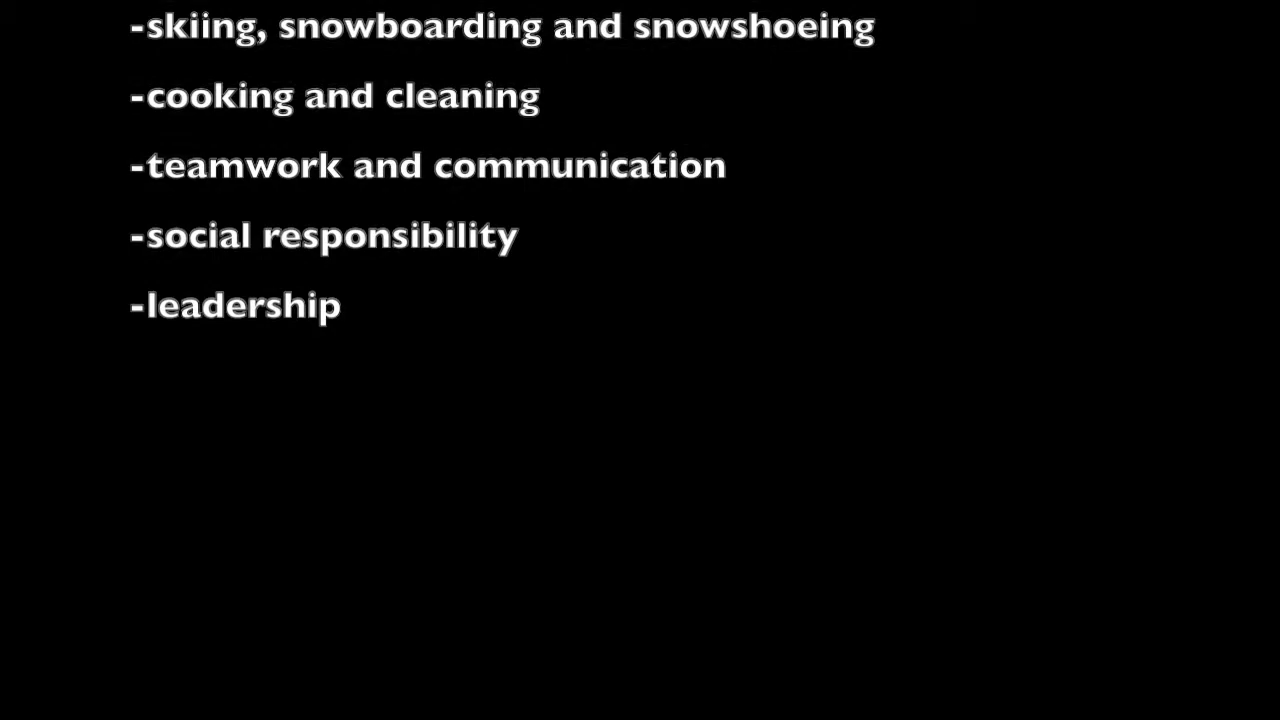 -skiing, snowboarding and snowshoeing
-cooking and cleaning
-teamwork and communication
-social responsibility
-leadership